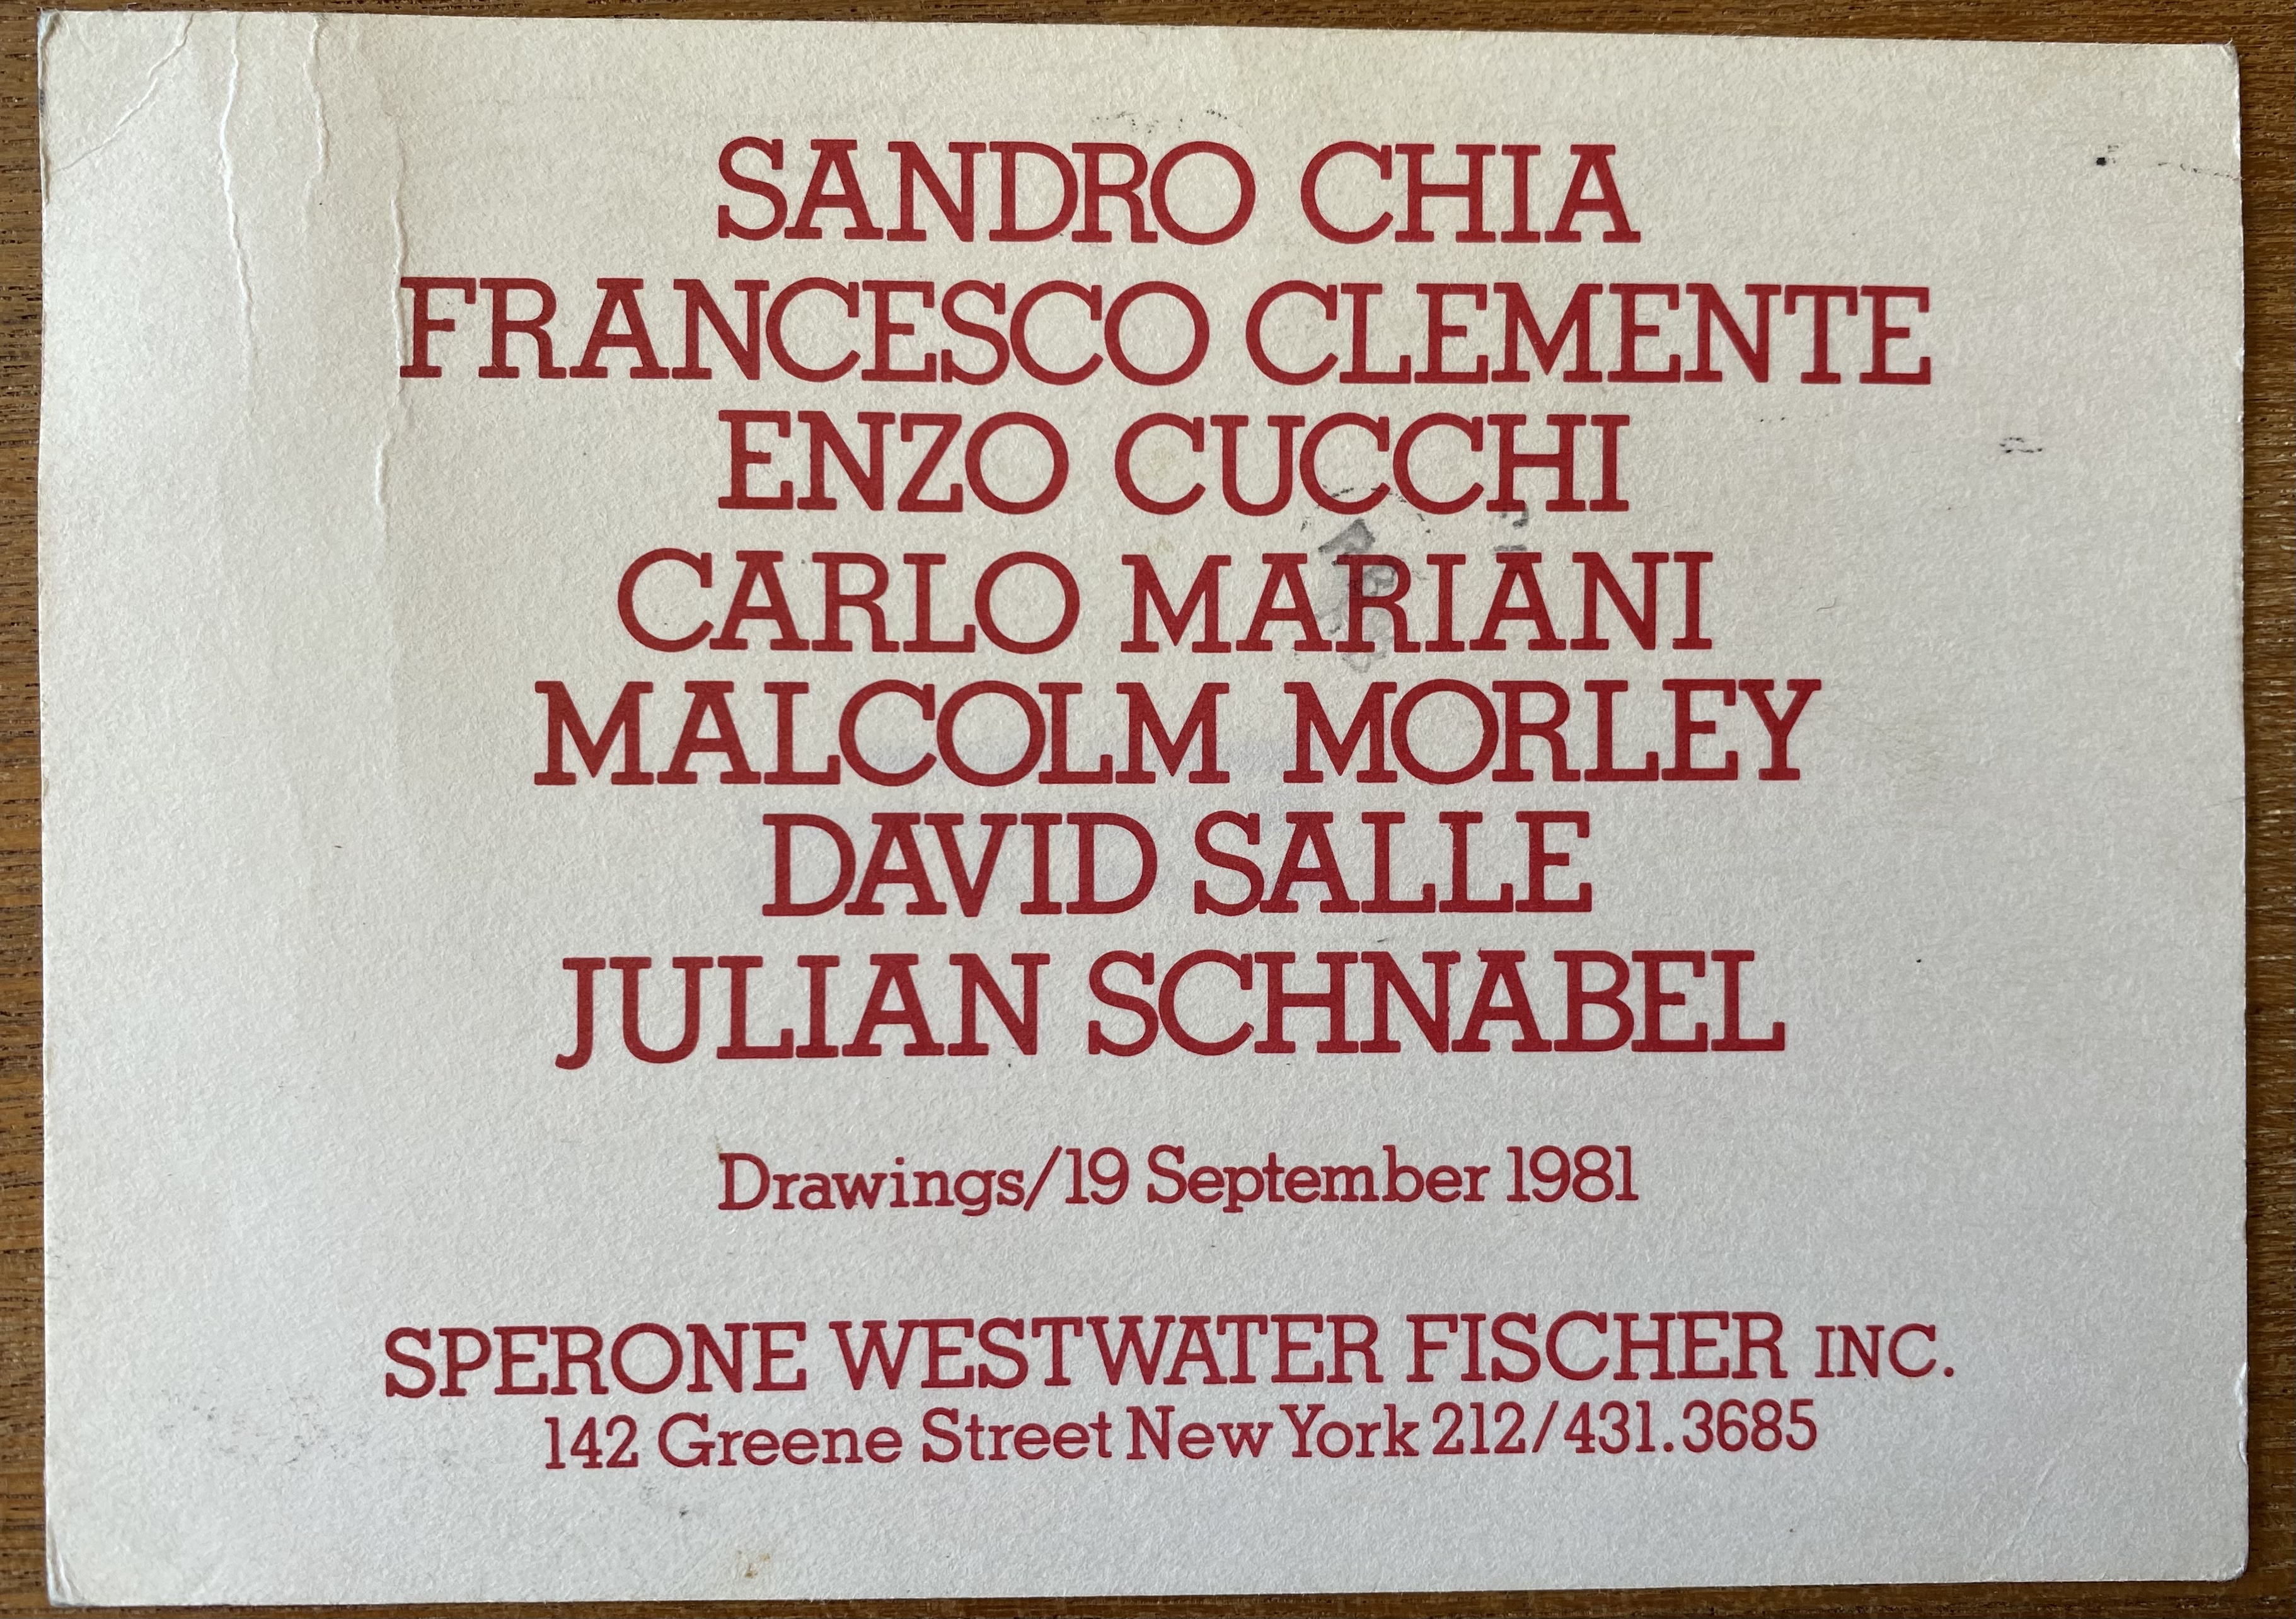 SANDRO CHIA
FRANCESCO CLEMENTE
ENZO CUCCHI
CARLO MARIANI
MALCOLM MORLEY
DAVID SALLE
JULIAN SCHNABEL
Drawings/19 September 1981
SPERONE WESTWATER FISCHER INC.
142 Greene Street New York 212/431.3685